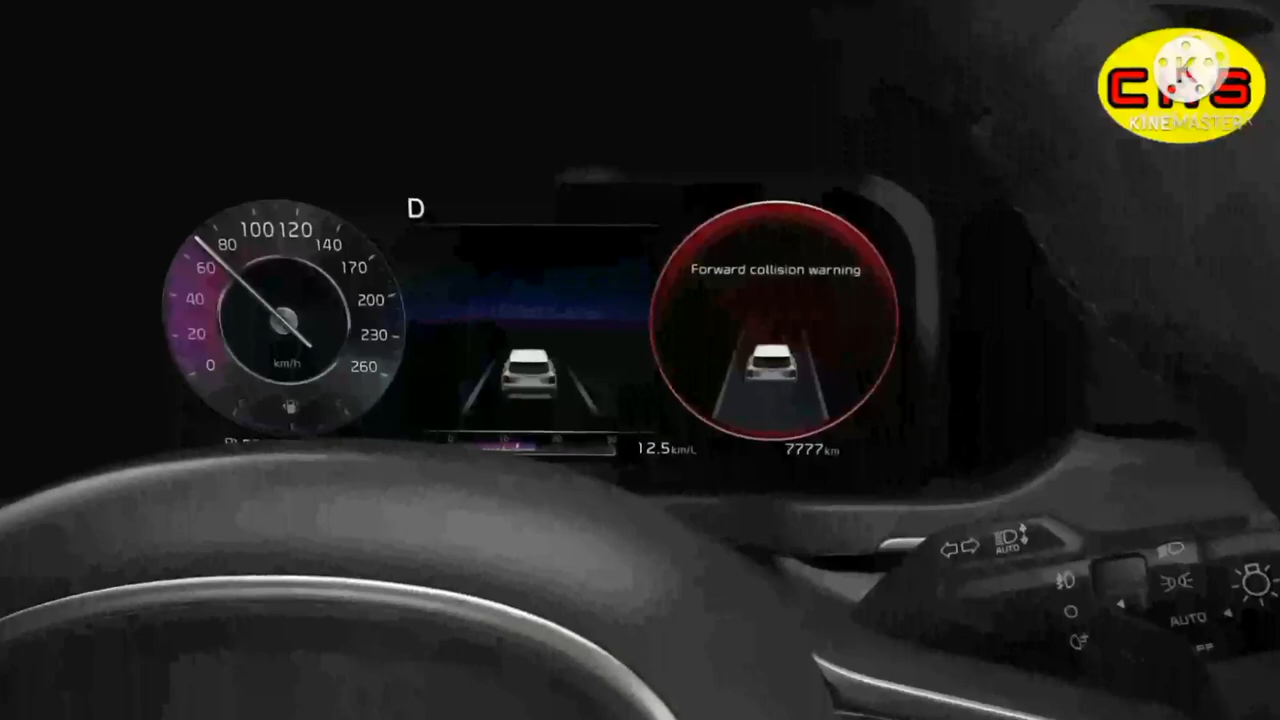 D
100 120
80
140
60
170
40
200
20
230
0
260
km/h
Forward collision warning
12.5km/L
7777km
AUTO
AUTO
KINEMASTER
K